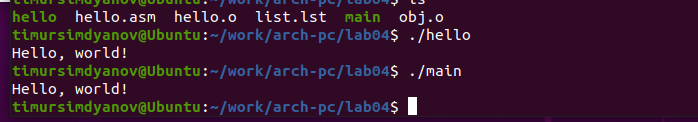 hello hello.asm hello.o list.lst main obj.o
timursimdyanov@Ubuntu:~/work/arch-pc/lab04$ ./hello
Hello, world!
timursimdyanov@Ubuntu:~/work/arch-pc/lab04$ ./main
Hello, world!
timursimdyanov@Ubuntu:~/work/arch-pc/lab04$